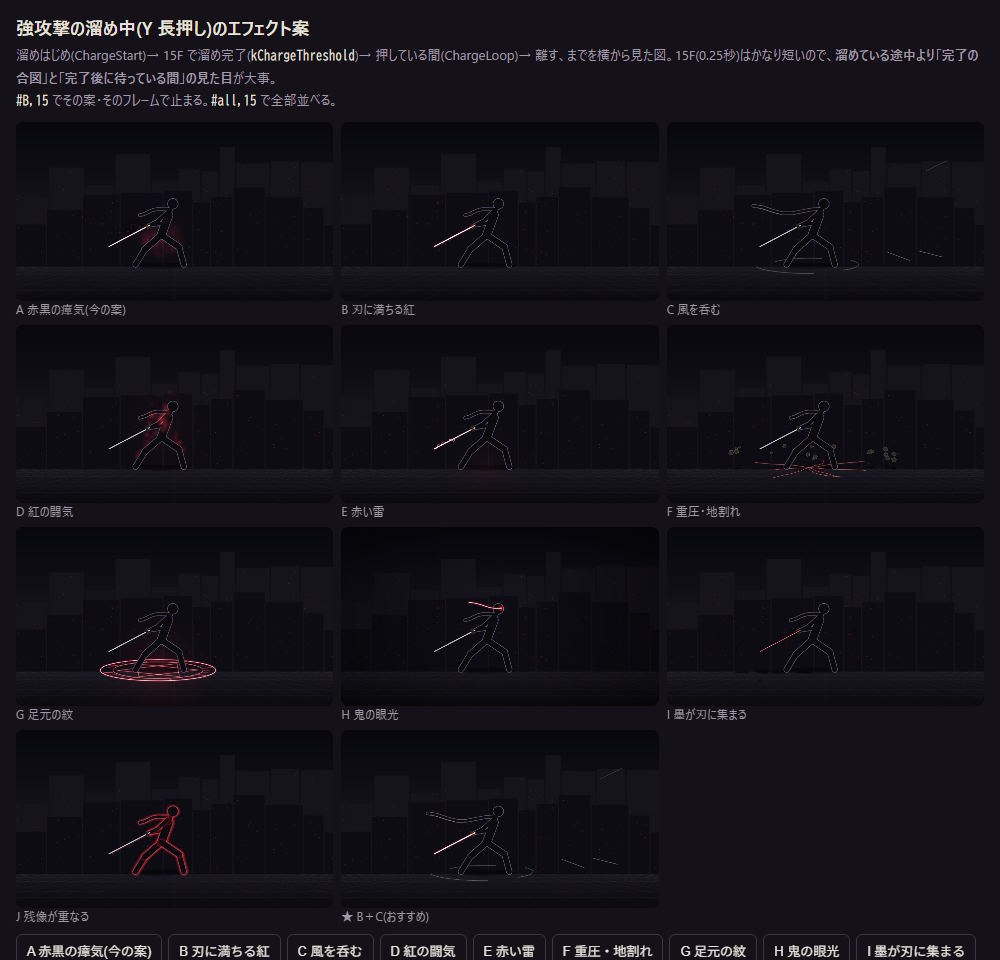 強攻撃の溜め中(Y 長押し)のエフェクト案
溜めはじめ(ChargeStart)→ 15F で溜め完了(kChargeThreshold)→ 押している間(ChargeLoop)→ 離す、までを横から見た図。15F(0.25秒)はかなり短いので、溜めている途中より「完了の
合図」と「完了後に待っている間」の見た目が大事。
#B,15 でその案・そのフレームで止まる。#all,15 で全部並べる。
A 赤黒の瘴気(今の案)
B 刃に満ちる紅
C 風を呑む
D 紅の闘気
E 赤い雷
F 重圧・地割れ
G 足元の紋
H 鬼の眼光
I 墨が刃に集まる
J 残像が重なる
★ B＋C(おすすめ)
A 赤黒の瘴気(今の案)
B 刃に満ちる紅
C 風を呑む
D 紅の闘気
E 赤い雷
F 重圧・地割れ
G 足元の紋
H 鬼の眼光
I 墨が刃に集まる